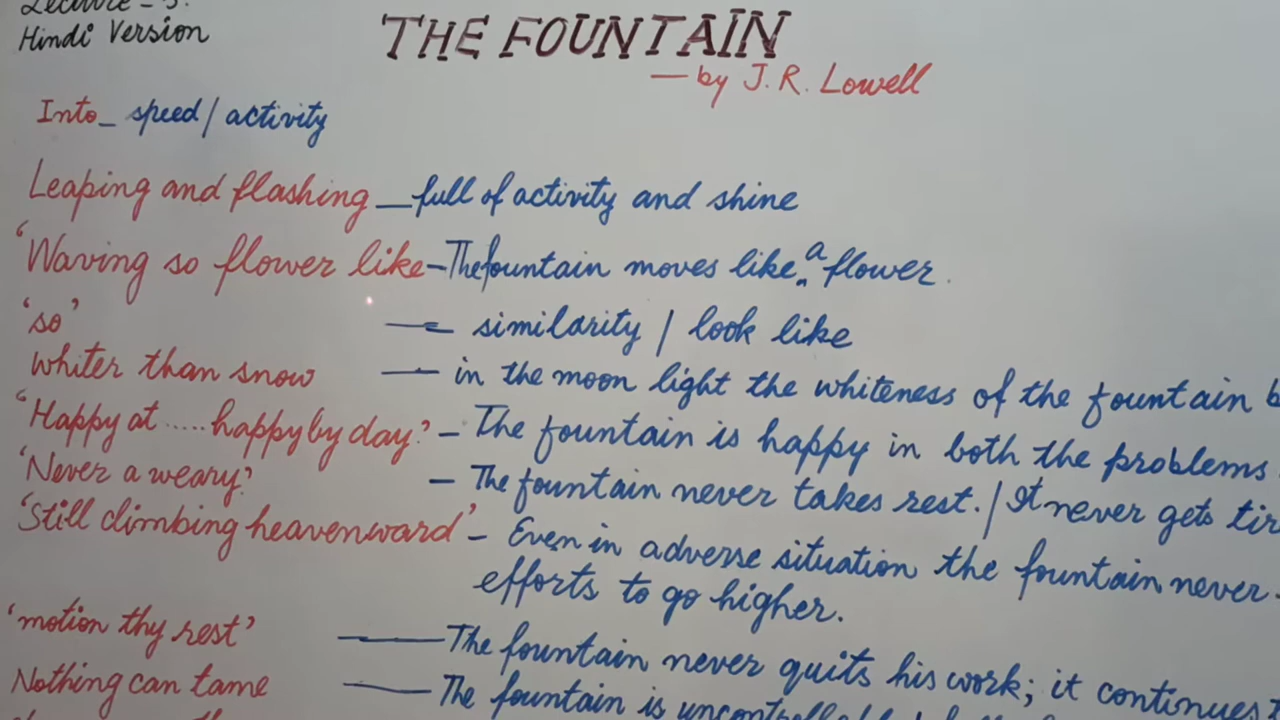 Lecture - 3.
Hindi Version
THE FOUNTAIN
— by J. R. Lowell
Into_ speed / activity
Leaping and flashing — full of activity and shine
'Waving so flower like - The fountain moves like a flower.
'so' — similarity / look like
whiter than snow — in the moon light the whiteness of the fountain
'Happy at ..... happy by day' - The fountain is happy in both the problems
'Never a weary' - The fountain never takes rest. / It never gets
'Still climbing heavenward' - Even in adverse situation the fountain never
efforts to go higher.
'motion thy rest' — The fountain never quits his work; it continues
Nothing can tame — The fountain is